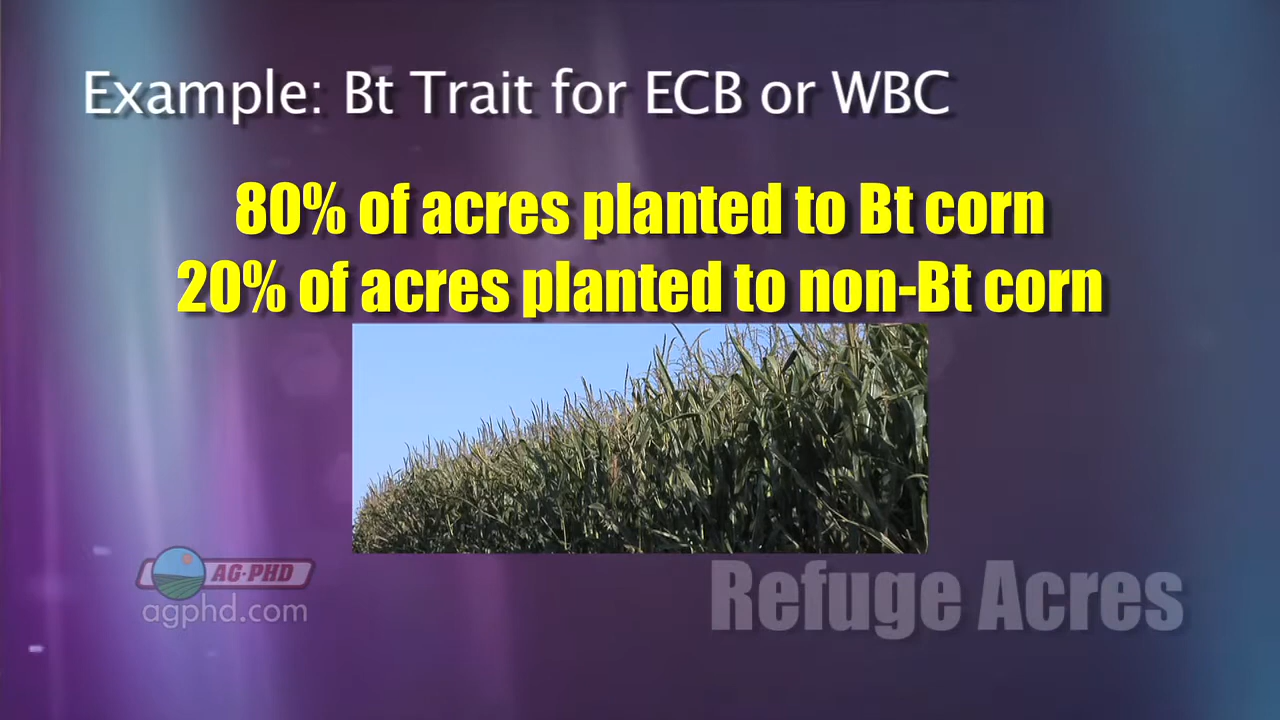 Example: Bt Trait for ECB or WBC
80% of acres planted to Bt corn
20% of acres planted to non-Bt corn
AG·PHD
agphd.com
Refuge Acres